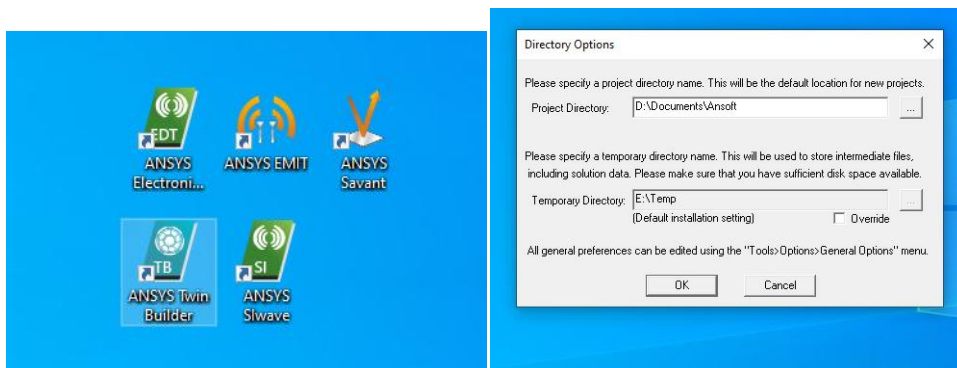 EDT
ANSYS
Electroni...
ANSYS EMIT
ANSYS
Savant
TB
ANSYS Twin
Builder
SI
ANSYS
SIwave
Directory Options
Please specify a project directory name. This will be the default location for new projects.
Project Directory: D:\Documents\Ansoft ...
Please specify a temporary directory name. This will be used to store intermediate files,
including solution data. Please make sure that you have sufficient disk space available.
Temporary Directory: E:\Temp ...
(Default installation setting) Override
All general preferences can be edited using the "Tools>Options>General Options" menu.
OK Cancel